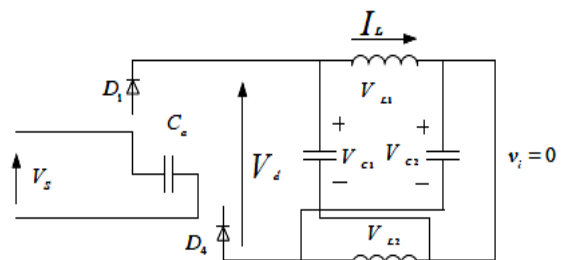 I_L
D_1
V_L1
C_a
+ +
V_S
V_d
V_C1 V_C2
v_i = 0
− −
D_4
V_L2